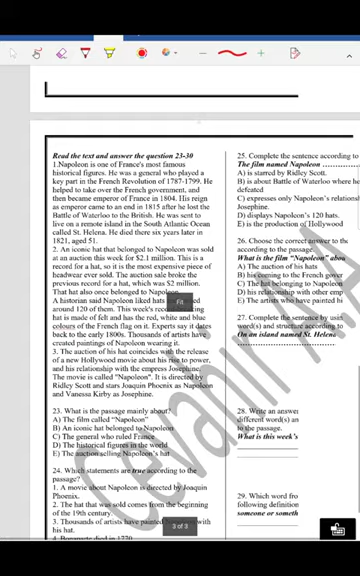 Read the text and answer the question 23-30
1.Napoleon is one of France's most famous
historical figures. He was a general who played a
key part in the French Revolution of 1787-1799. He
helped to take over the French government, and
then became emperor of France in 1804. His reign
as emperor came to an end in 1815 after he lost the
Battle of Waterloo to the British. He was sent to
live on a remote island in the South Atlantic Ocean
called St. Helena. He died there six years later in
1821, aged 51.
2. An iconic hat that belonged to Napoleon was sold
at an auction this week for $2.1 million. This is a
record for a hat, so it is the most expensive piece of
headwear ever sold. The auction sale broke the
previous record for a hat, which was $2 million.
That hat also once belonged to Napoleon.
A historian said Napoleon liked hats
around 120 of them. This week's record
hat is made of felt and has the red, white and blue
colours of the French flag on it. Experts say it dates
back to the early 1800s. Thousands of artists have
created paintings of Napoleon wearing it.
3. The auction of his hat coincides with the release
of a new Hollywood movie about his rise to power,
and his relationship with the empress Josephine.
The movie is called "Napoleon". It is directed by
Ridley Scott and stars Joaquin Phoenix as Napoleon
and Vanessa Kirby as Josephine.
23. What is the passage mainly about?
A) The film called "Napoleon"
B) An iconic hat belonged to Napoleon
C) The general who ruled France
D) The historical figures in the world
E) The auction selling Napoleon's hat
24. Which statements are true according to the
passage?
1. A movie about Napoleon is directed by Joaquin
Phoenix.
2. The hat that was sold comes from the beginning
of the 19th century.
3. Thousands of artists have painted with
his hat.
4. Bonaparte died in 1770
25. Complete the sentence according to
The film named Napoleon ..............
A) is starred by Ridley Scott.
B) is about Battle of Waterloo where he
defeated
C) expresses only Napoleon's relationsh
Josephine.
D) displays Napoleon's 120 hats.
E) is the production of Hollywood
26. Choose the correct answer to the
according to the passage.
What is the film "Napoleon" abou
A) The auction of his hats
B) his coming to the French gover
C) The hat belonging to Napoleon
D) His relationship with other emp
E) The artists who have painted hi
27. Complete the sentence by usin
word(s) and structure according to
On an island named St. Helena
28. Write an answer
different word(s) an
to the passage.
What is this week's
29. Which word fro
following definition
someone or someth
Fit
3 of 3